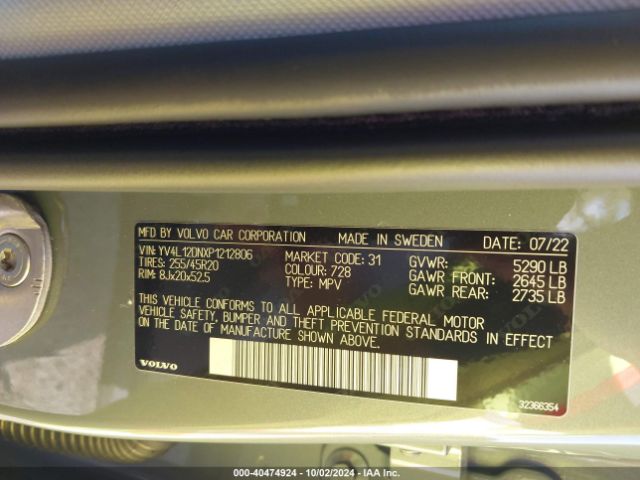 MFD BY VOLVO CAR CORPORATION MADE IN SWEDEN DATE: 07/22
VIN: YV4L12DNXP1212806 MARKET CODE: 31 GVWR: 5290 LB
TIRES: 255/45R20 COLOUR: 728 GAWR FRONT: 2645 LB
RIM: 8Jx20x52.5 TYPE: MPV GAWR REAR: 2735 LB
THIS VEHICLE CONFORMS TO ALL APPLICABLE FEDERAL MOTOR
VEHICLE SAFETY, BUMPER AND THEFT PREVENTION STANDARDS IN EFFECT
ON THE DATE OF MANUFACTURE SHOWN ABOVE.
VOLVO
32366354
000-40474924 | 10/02/2024 | IAA Inc.